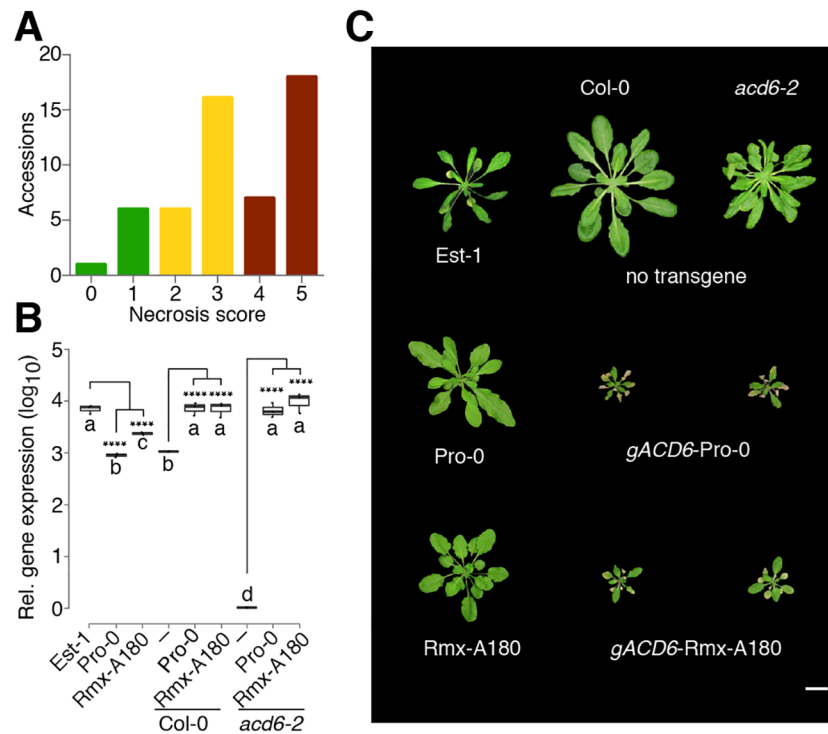 A
20
15
10
5
0
Accessions
0 1 2 3 4 5
Necrosis score
B
5
4
3
2
1
0
Rel. gene expression (log10)
**** **** **** **** **** ****
a b c b a a d a a
Est-1
Pro-0
Rmx-A180
–
Pro-0
Rmx-A180
–
Pro-0
Rmx-A180
Col-0 acd6-2
C
Col-0 acd6-2
Est-1
no transgene
Pro-0 gACD6-Pro-0
Rmx-A180 gACD6-Rmx-A180